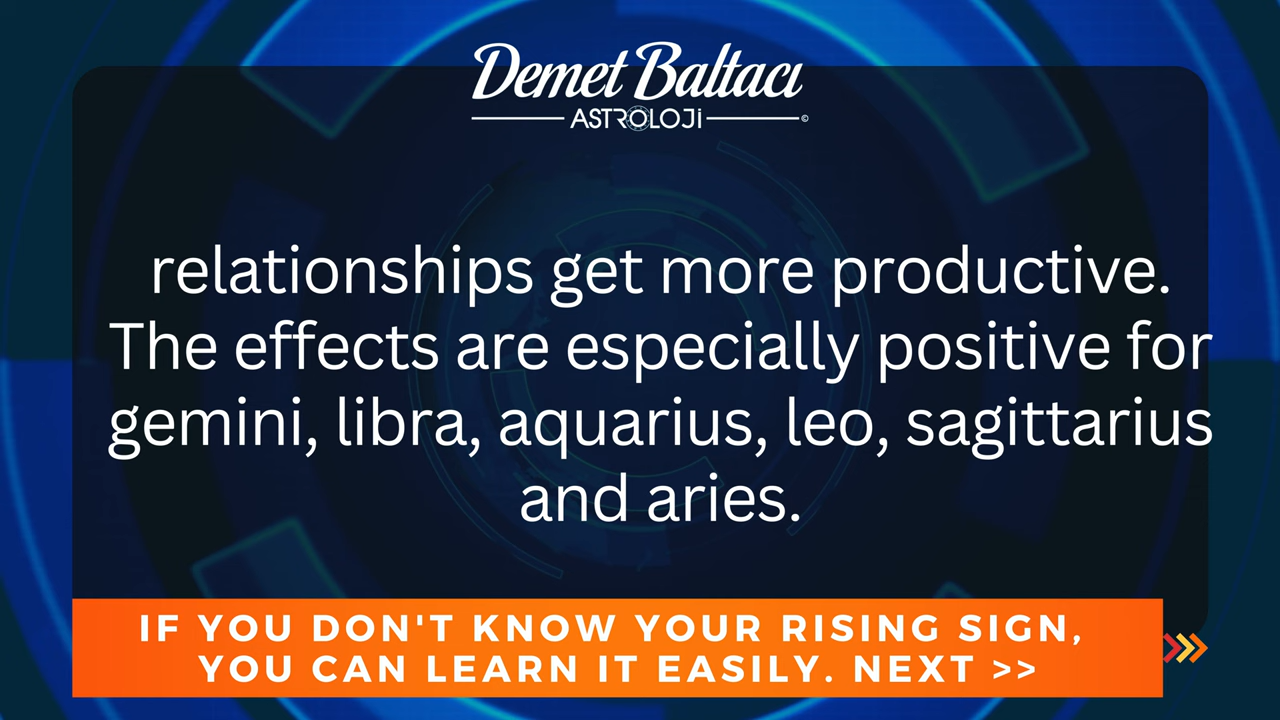 Demet Baltacı
ASTROLOJİ ©
relationships get more productive.
The effects are especially positive for
gemini, libra, aquarius, leo, sagittarius
and aries.
IF YOU DON'T KNOW YOUR RISING SIGN,
YOU CAN LEARN IT EASILY. NEXT >>